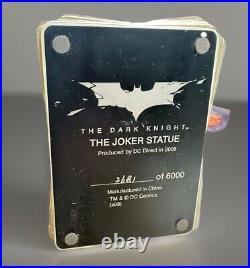 THE DARK KNIGHT™
THE JOKER STATUE
Produced by DC Direct in 2008
2681 of 6000
Manufactured in China.
TM & © DC Comics.
(s08)